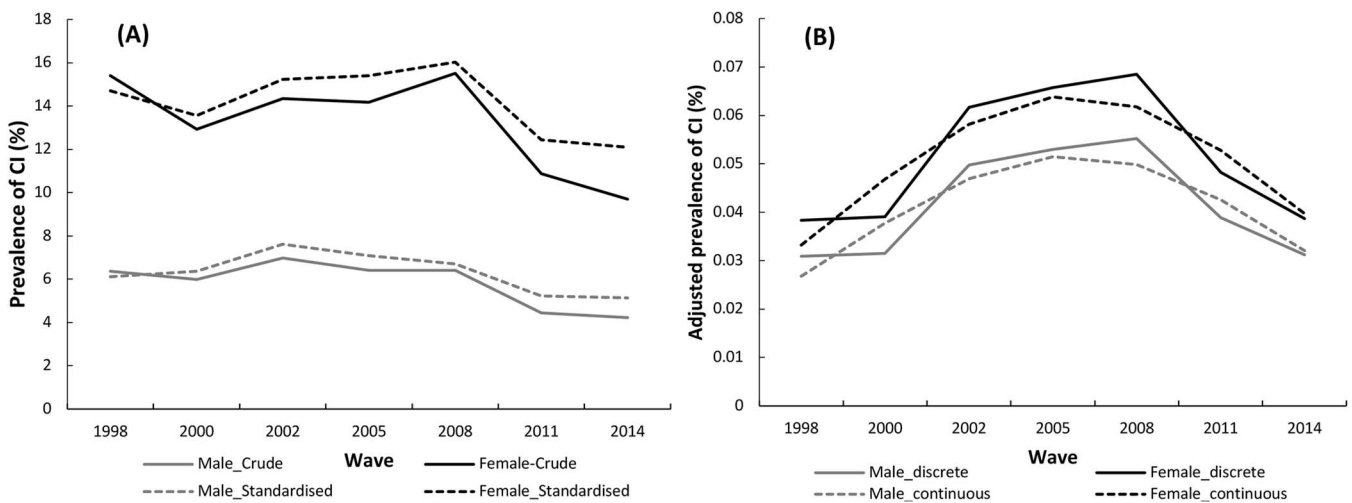 (A)
Prevalence of CI (%)
18
16
14
12
10
8
6
4
2
0
1998 2000 2002 2005 2008 2011 2014
Wave
Male_Crude Female-Crude
Male_Standardised Female_Standardised
(B)
Adjusted prevalence of CI (%)
0.08
0.07
0.06
0.05
0.04
0.03
0.02
0.01
0
1998 2000 2002 2005 2008 2011 2014
Wave
Male_discrete Female_discrete
Male_continuous Female_continuous